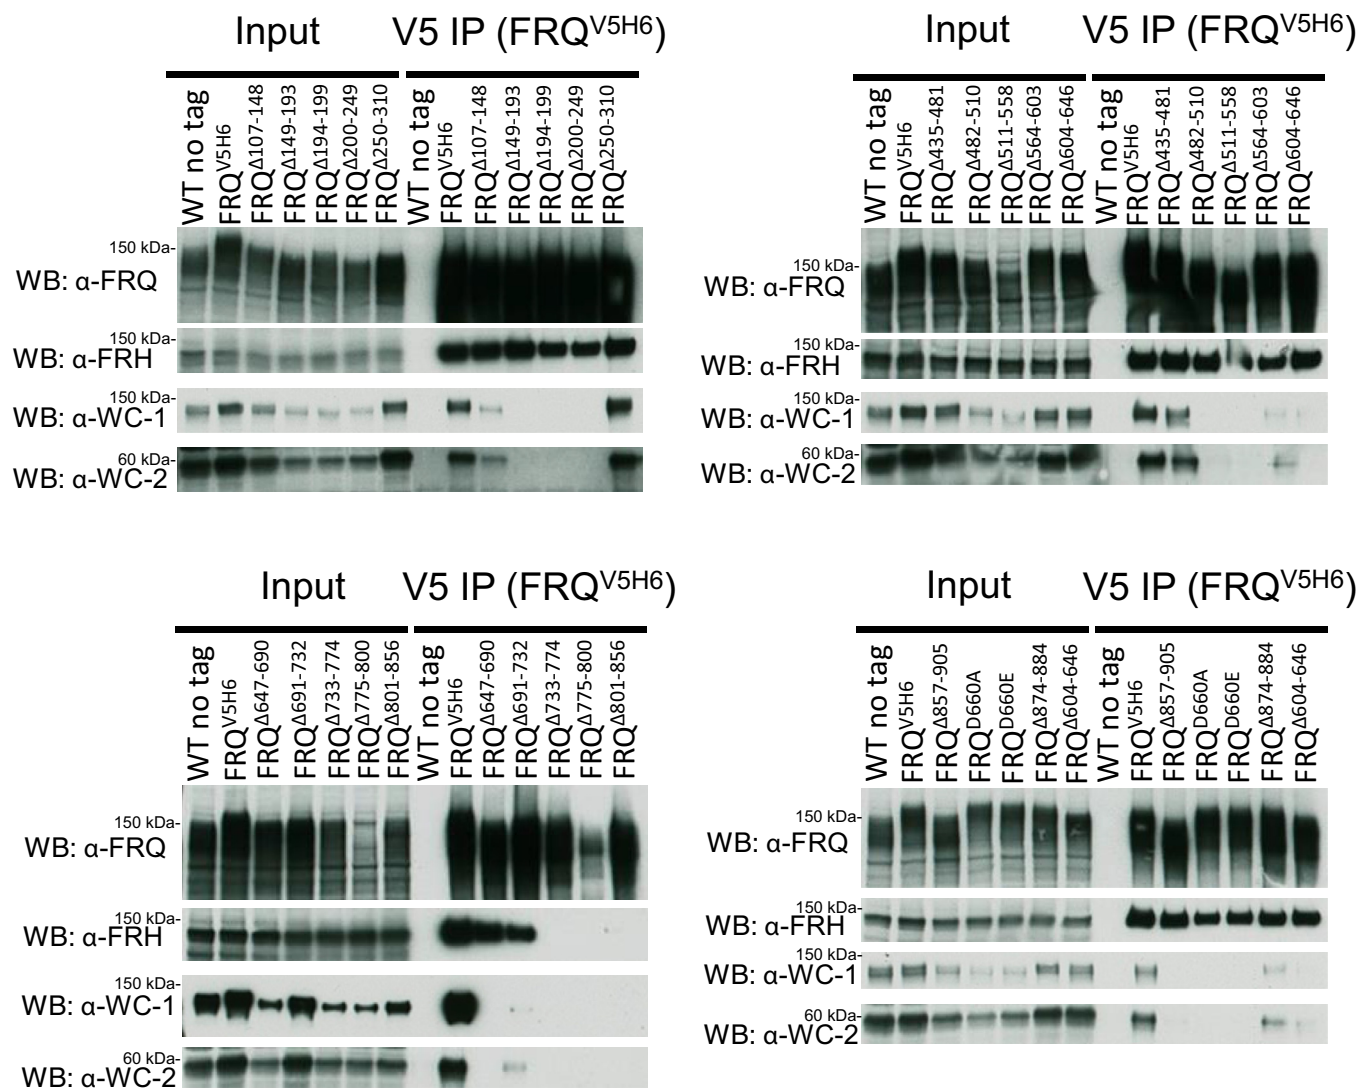 Input V5 IP (FRQV5H6)
WT no tag
FRQV5H6
FRQΔ107-148
FRQΔ149-193
FRQΔ194-199
FRQΔ200-249
FRQΔ250-310
WT no tag
FRQV5H6
FRQΔ107-148
FRQΔ149-193
FRQΔ194-199
FRQΔ200-249
FRQΔ250-310
150 kDa-
WB: α-FRQ
150 kDa-
WB: α-FRH
150 kDa-
WB: α-WC-1
60 kDa-
WB: α-WC-2
Input V5 IP (FRQV5H6)
WT no tag
FRQV5H6
FRQΔ435-481
FRQΔ482-510
FRQΔ511-558
FRQΔ564-603
FRQΔ604-646
WT no tag
FRQV5H6
FRQΔ435-481
FRQΔ482-510
FRQΔ511-558
FRQΔ564-603
FRQΔ604-646
150 kDa-
WB: α-FRQ
150 kDa-
WB: α-FRH
150 kDa-
WB: α-WC-1
60 kDa-
WB: α-WC-2
Input V5 IP (FRQV5H6)
WT no tag
FRQV5H6
FRQΔ647-690
FRQΔ691-732
FRQΔ733-774
FRQΔ775-800
FRQΔ801-856
WT no tag
FRQV5H6
FRQΔ647-690
FRQΔ691-732
FRQΔ733-774
FRQΔ775-800
FRQΔ801-856
150 kDa-
WB: α-FRQ
150 kDa-
WB: α-FRH
150 kDa-
WB: α-WC-1
60 kDa-
WB: α-WC-2
Input V5 IP (FRQV5H6)
WT no tag
FRQV5H6
FRQΔ857-905
FRQD660A
FRQD660E
FRQΔ874-884
FRQΔ604-646
WT no tag
FRQV5H6
FRQΔ857-905
FRQD660A
FRQD660E
FRQΔ874-884
FRQΔ604-646
150 kDa-
WB: α-FRQ
150 kDa-
WB: α-FRH
150 kDa-
WB: α-WC-1
60 kDa-
WB: α-WC-2